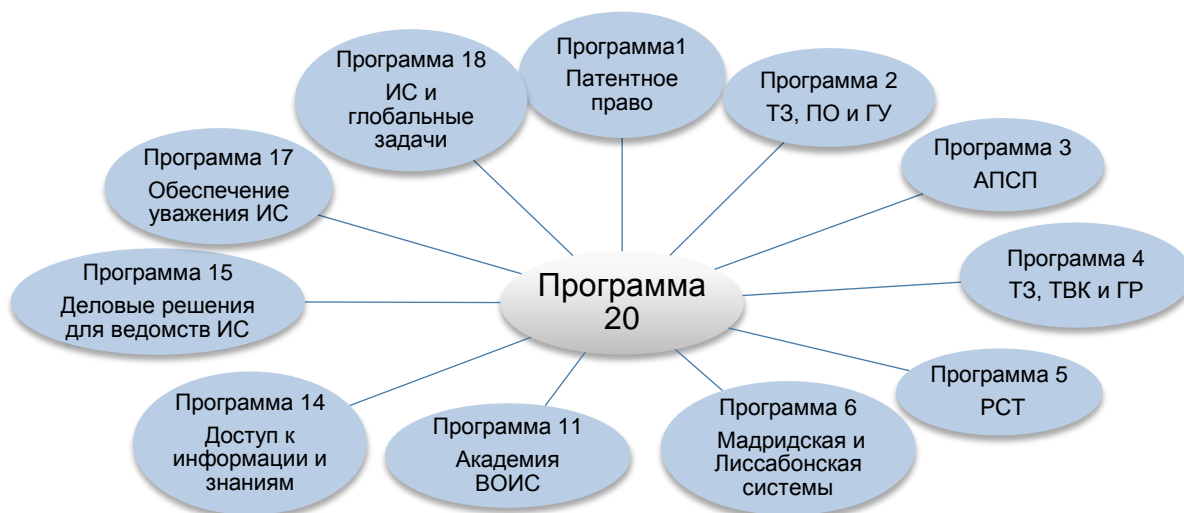 Программа 18
ИС и
глобальные
задачи
Программа1
Патентное
право
Программа 2
ТЗ, ПО и ГУ
Программа 3
АПСП
Программа 4
ТЗ, ТВК и ГР
Программа 5
PCT
Программа 6
Мадридская и
Лиссабонская
системы
Программа 11
Академия
ВОИС
Программа 14
Доступ к
информации и
знаниям
Программа 15
Деловые решения
для ведомств ИС
Программа 17
Обеспечение
уважения ИС
Программа
20